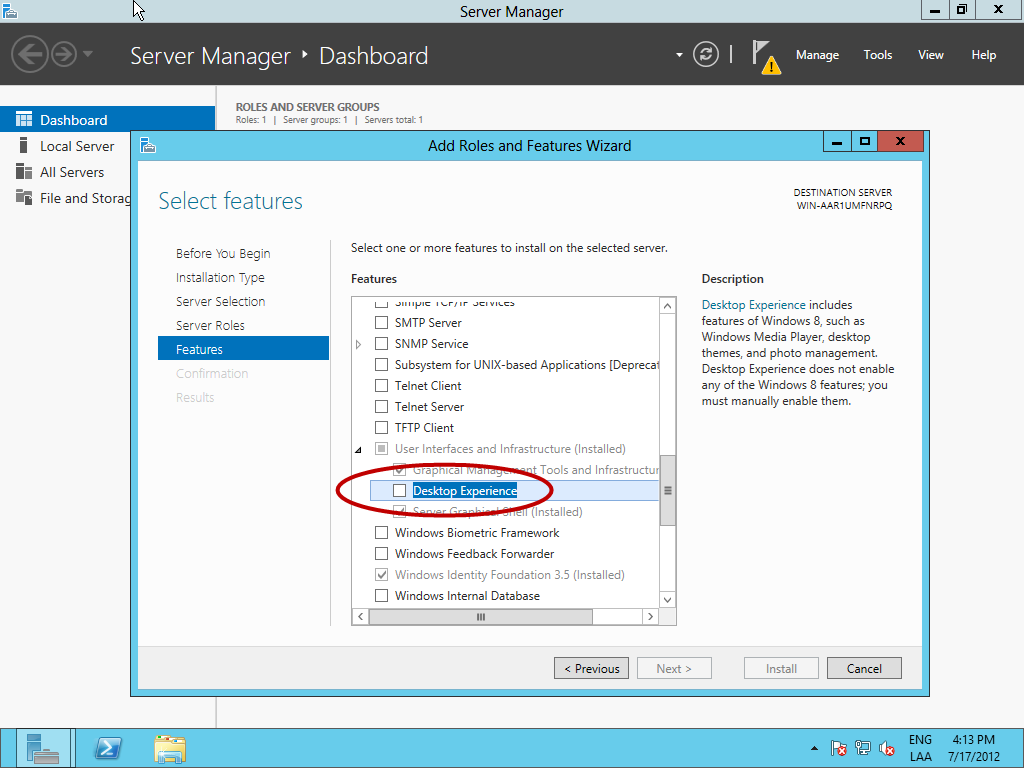 Server Manager
Server Manager ‣ Dashboard
Manage
Tools
View
Help
Dashboard
Local Server
All Servers
File and Storag
ROLES AND SERVER GROUPS
Roles: 1 | Server groups: 1 | Servers total: 1
Add Roles and Features Wizard
Select features
DESTINATION SERVER
WIN-AAR1UMFNRPQ
Before You Begin
Installation Type
Server Selection
Server Roles
Features
Confirmation
Results
Select one or more features to install on the selected server.
Features
Simple TCP/IP Services
SMTP Server
SNMP Service
Subsystem for UNIX-based Applications [Deprecat
Telnet Client
Telnet Server
TFTP Client
User Interfaces and Infrastructure (Installed)
Graphical Management Tools and Infrastructur
Desktop Experience
Server Graphical Shell (Installed)
Windows Biometric Framework
Windows Feedback Forwarder
Windows Identity Foundation 3.5 (Installed)
Windows Internal Database
Description
Desktop Experience includes
features of Windows 8, such as
Windows Media Player, desktop
themes, and photo management.
Desktop Experience does not enable
any of the Windows 8 features; you
must manually enable them.
< Previous
Next >
Install
Cancel
ENG
LAA
4:13 PM
7/17/2012